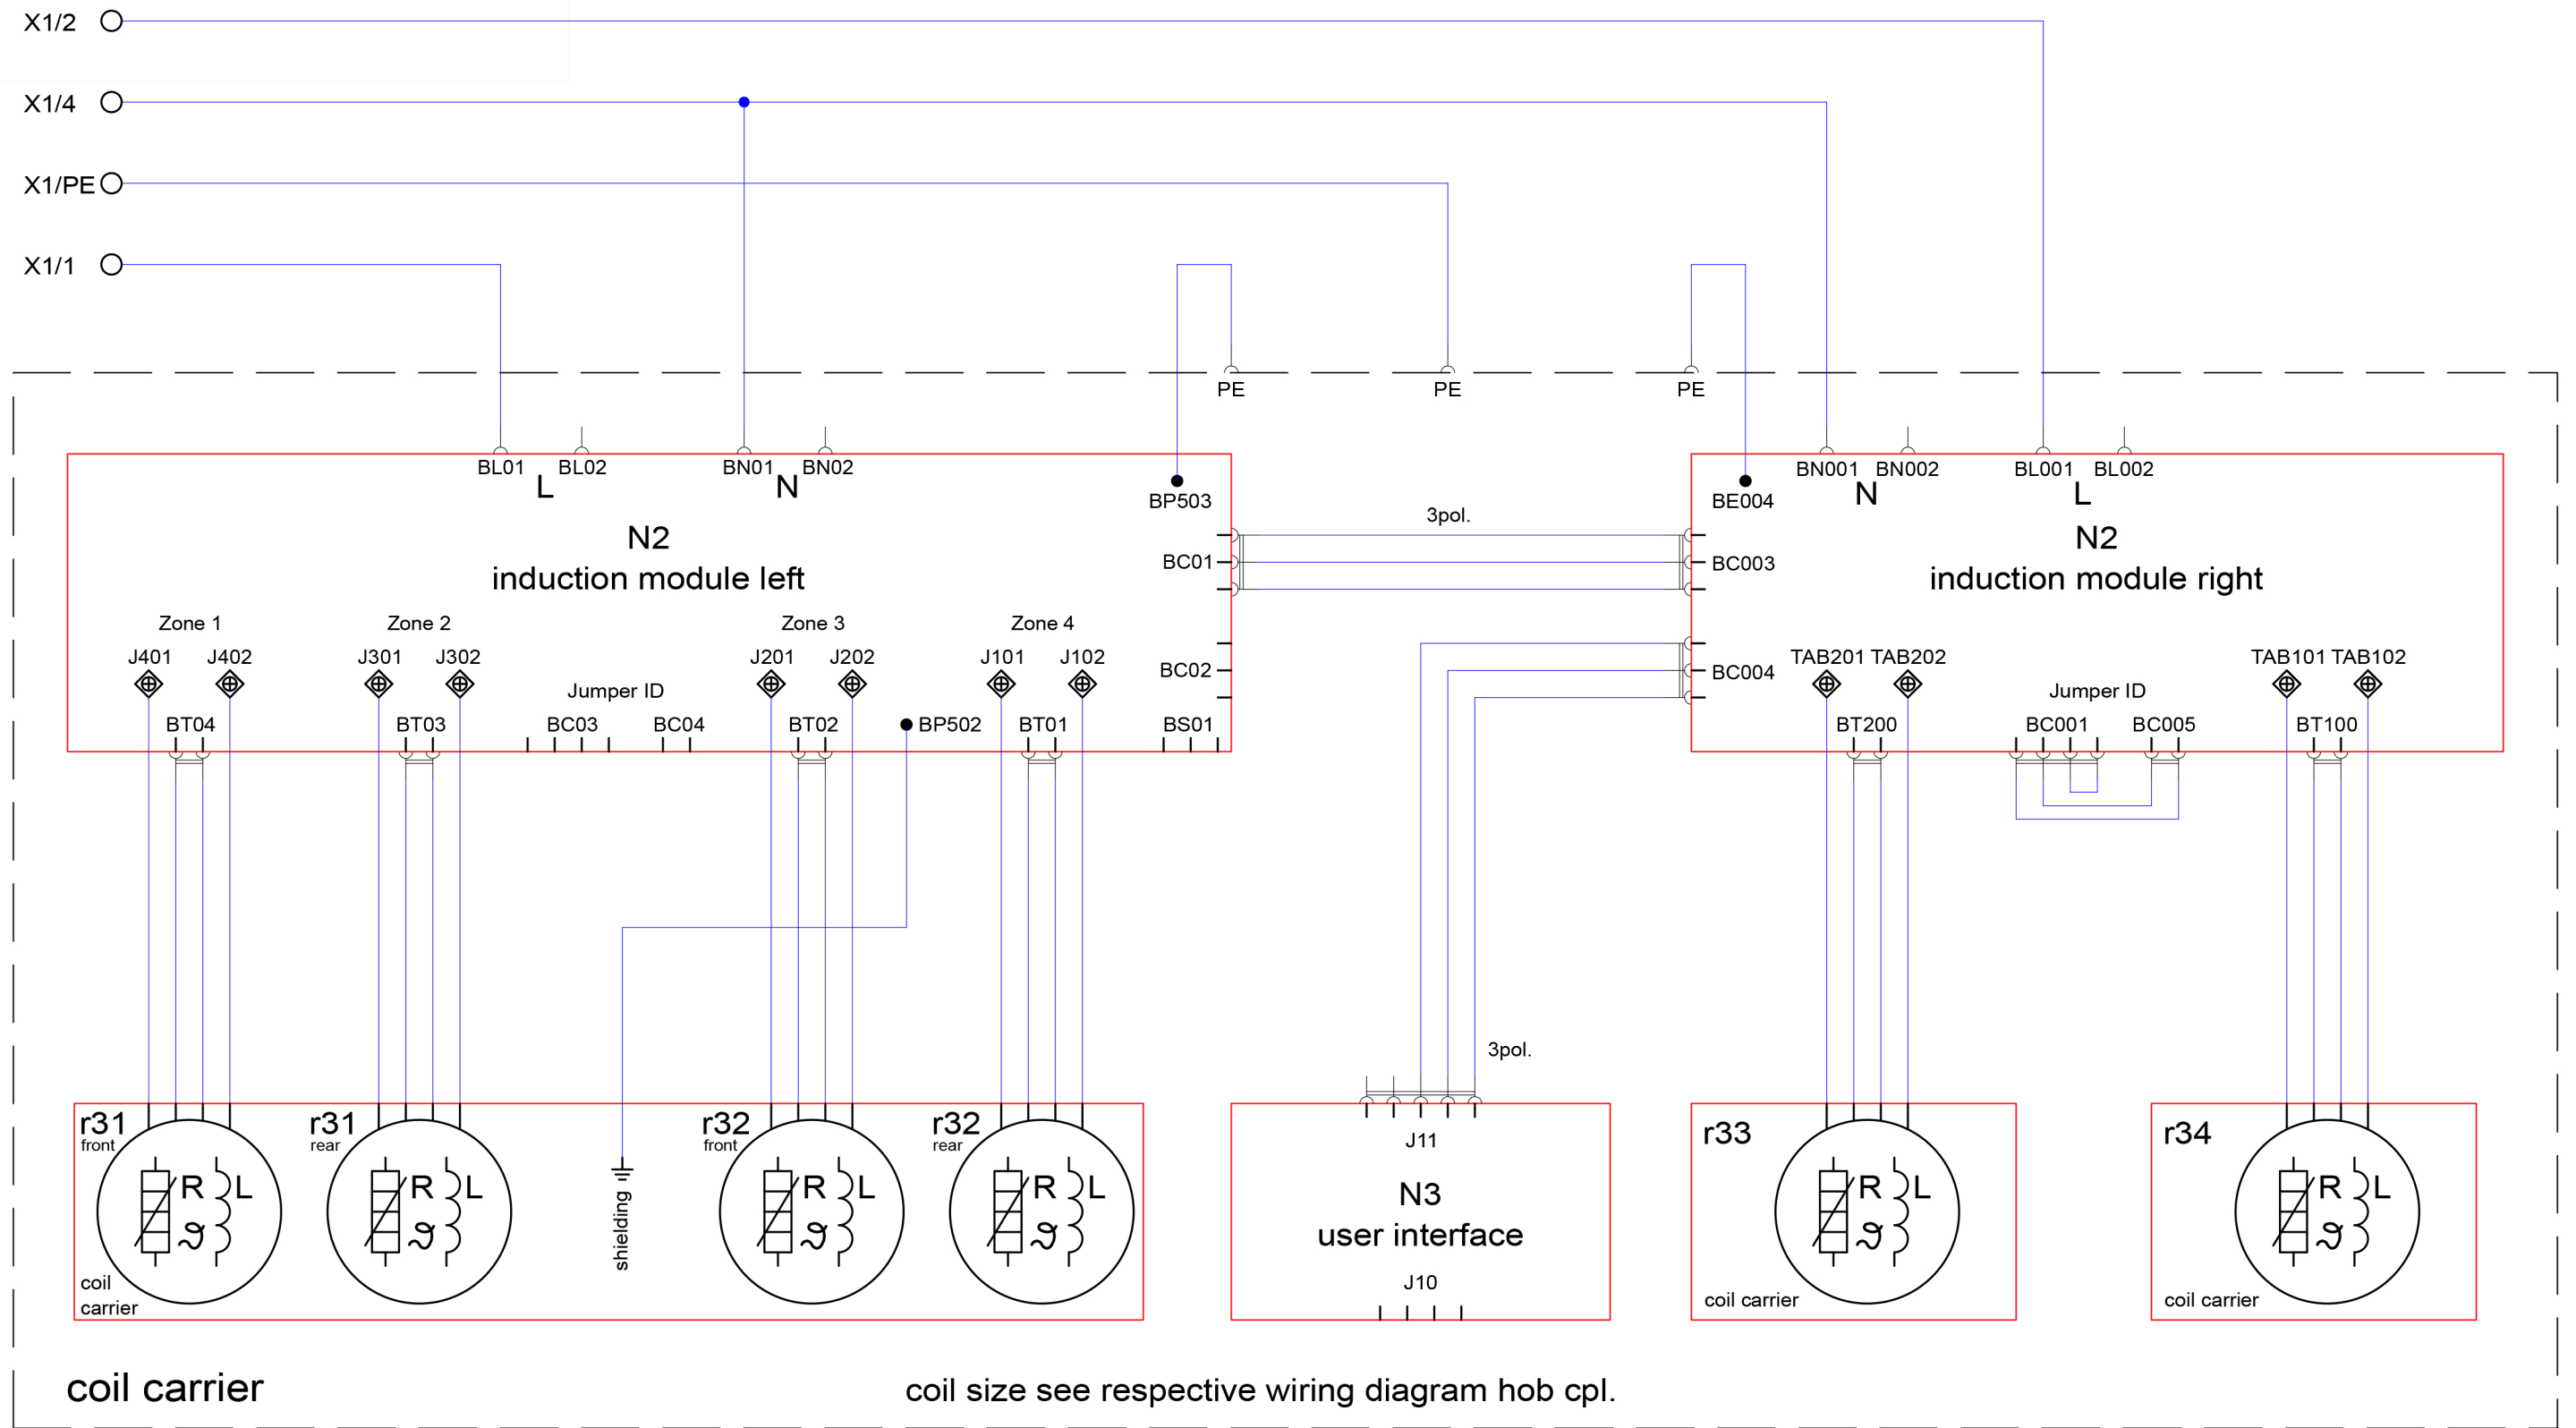 X1/2
X1/4
X1/PE
X1/1
PE
PE
PE
BL01
BL02
BN01
BN02
L
N
BP503
N2
induction module left
BC01
BC02
3pol.
Zone 1
Zone 2
Zone 3
Zone 4
J401
J402
J301
J302
J201
J202
J101
J102
Jumper ID
BT04
BT03
BC03
BC04
BT02
BP502
BT01
BS01
BE004
BN001
BN002
BL001
BL002
N
L
N2
induction module right
BC003
BC004
TAB201
TAB202
TAB101
TAB102
Jumper ID
BT200
BC001
BC005
BT100
r31
front
R
L
ϑ
coil
carrier
r31
rear
R
L
ϑ
shielding
r32
front
R
L
ϑ
r32
rear
R
L
ϑ
3pol.
J11
N3
user interface
J10
r33
R
L
ϑ
coil carrier
r34
R
L
ϑ
coil carrier
coil carrier
coil size see respective wiring diagram hob cpl.